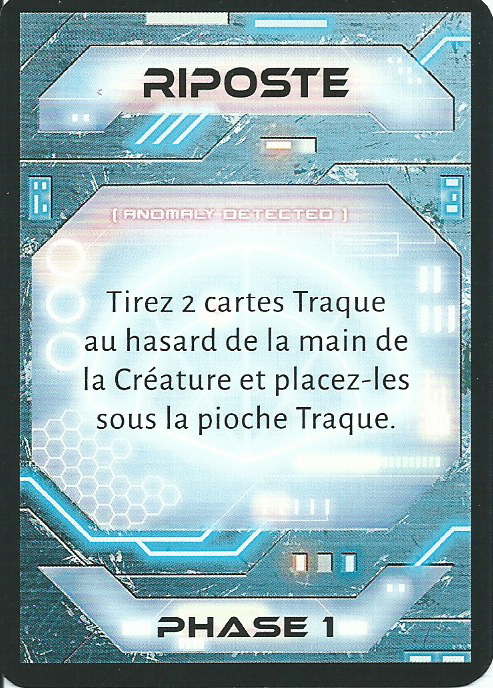 RIPOSTE
[ ANOMALY DETECTED ]
Tirez 2 cartes Traque
au hasard de la main de
la Créature et placez-les
sous la pioche Traque.
PHASE 1